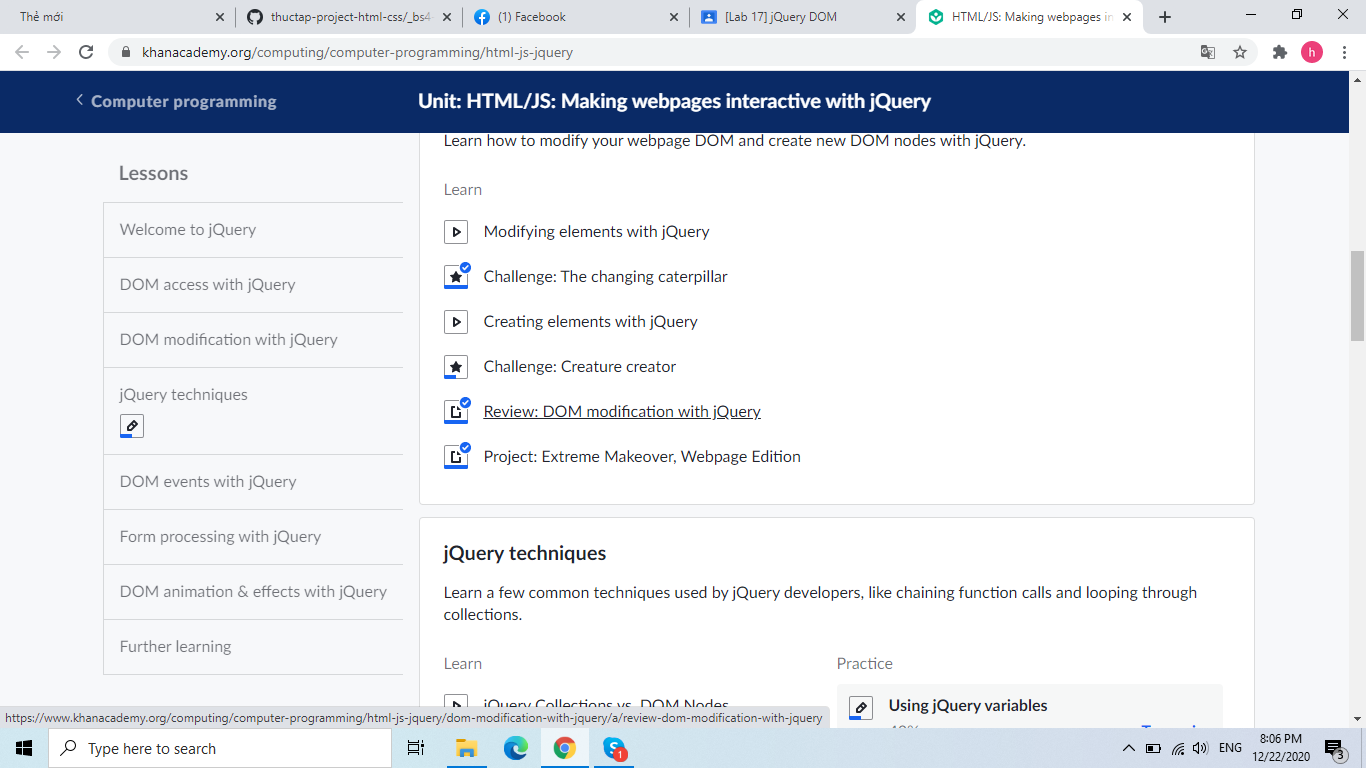 Thẻ mới
thuctap-project-html-css/_bs4
(1) Facebook
[Lab 17] jQuery DOM
HTML/JS: Making webpages in
khanacademy.org/computing/computer-programming/html-js-jquery
h
Computer programming
Unit: HTML/JS: Making webpages interactive with jQuery
Lessons
Welcome to jQuery
DOM access with jQuery
DOM modification with jQuery
jQuery techniques
DOM events with jQuery
Form processing with jQuery
DOM animation & effects with jQuery
Further learning
Learn how to modify your webpage DOM and create new DOM nodes with jQuery.
Learn
Modifying elements with jQuery
Challenge: The changing caterpillar
Creating elements with jQuery
Challenge: Creature creator
Review: DOM modification with jQuery
Project: Extreme Makeover, Webpage Edition
jQuery techniques
Learn a few common techniques used by jQuery developers, like chaining function calls and looping through
collections.
Learn
jQuery Collections vs. DOM Nodes
Practice
Using jQuery variables
https://www.khanacademy.org/computing/computer-programming/html-js-jquery/dom-modification-with-jquery/a/review-dom-modification-with-jquery
Type here to search
1
ENG
8:06 PM
12/22/2020
3